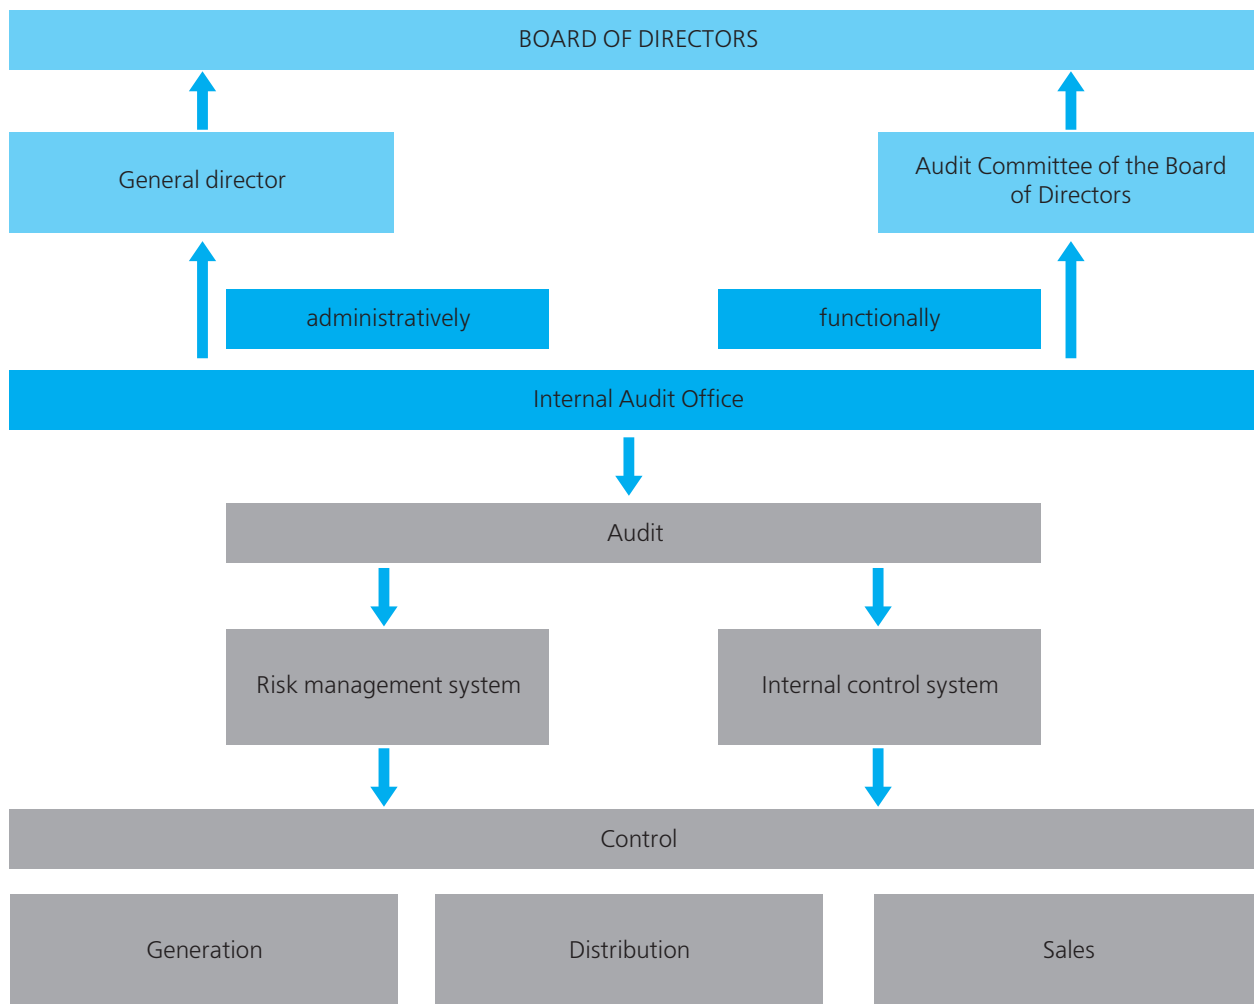 BOARD OF DIRECTORS
General director
Audit Committee of the Board
of Directors
administratively
functionally
Internal Audit Office
Audit
Risk management system
Internal control system
Control
Generation
Distribution
Sales